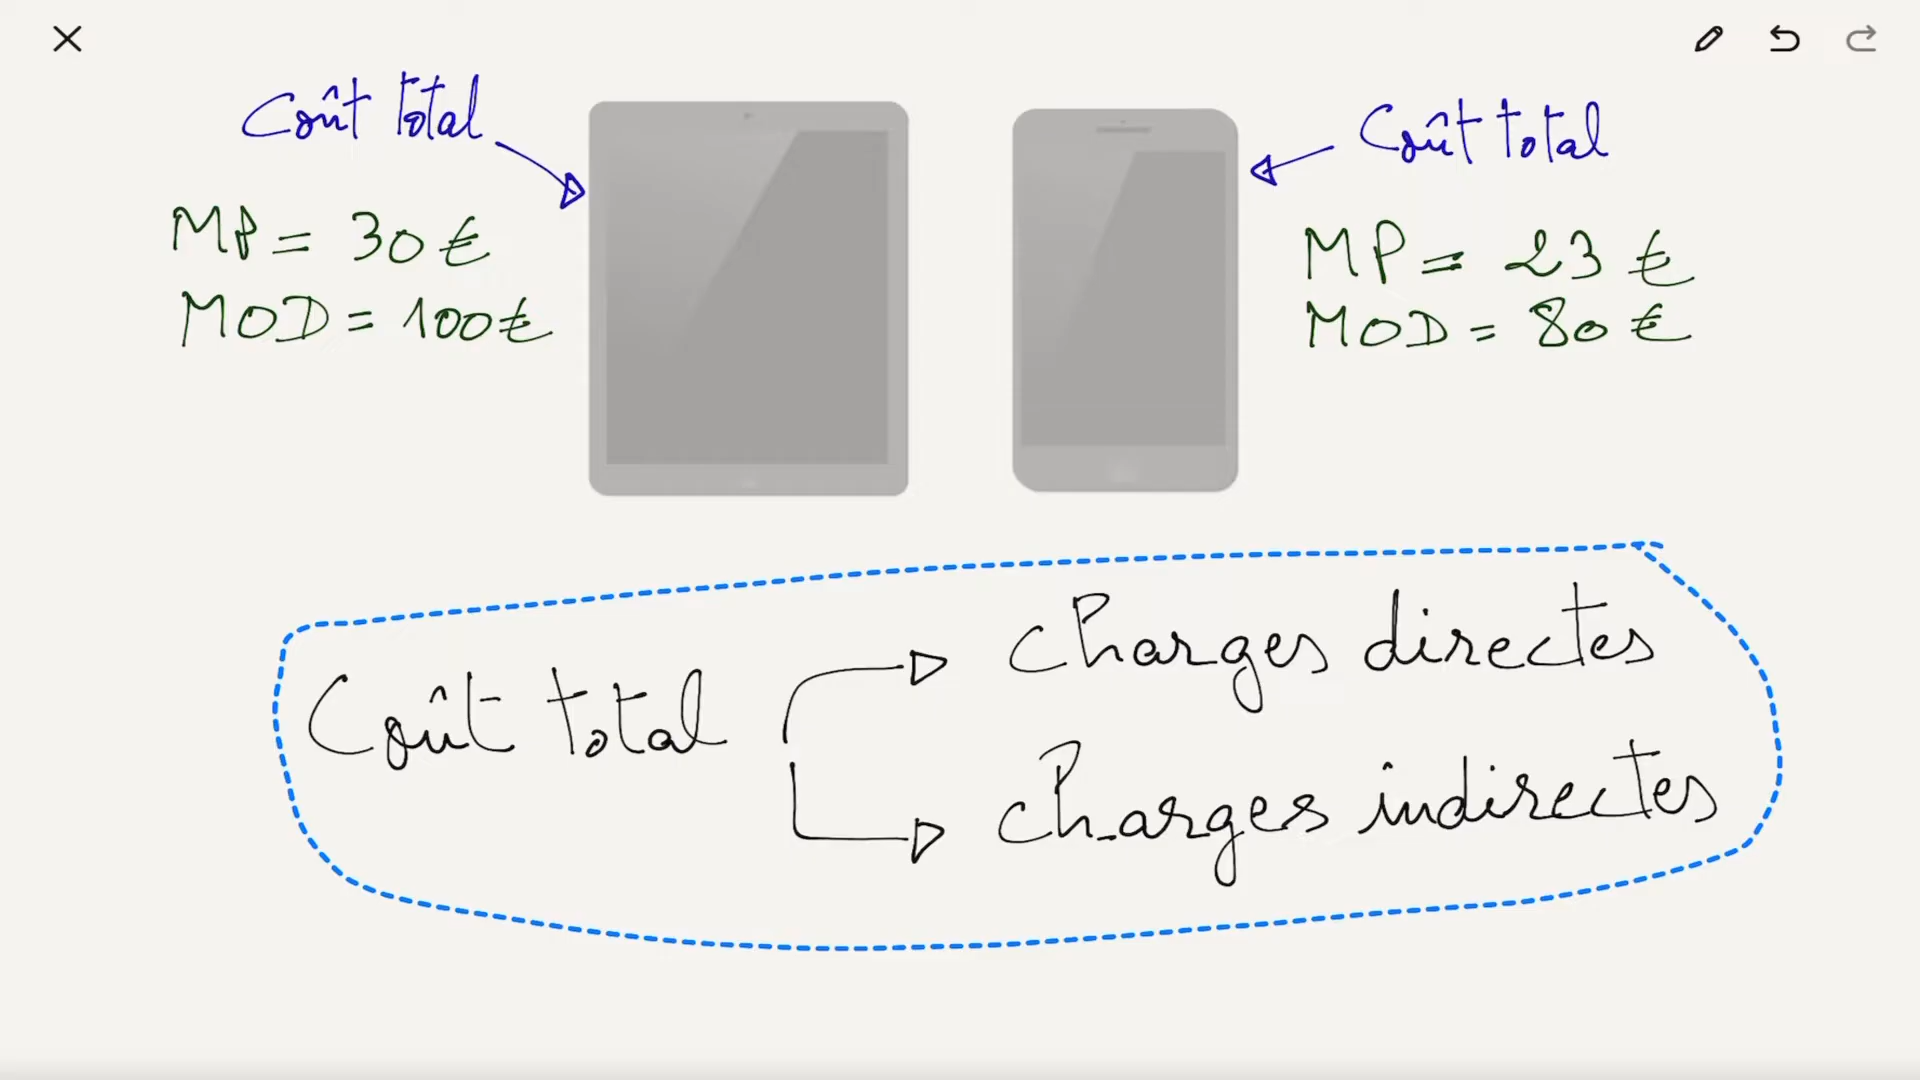 Coût total
MP = 30 €
MOD = 100 €
Coût total
MP = 23 €
MOD = 80 €
Coût total
charges directes
charges indirectes